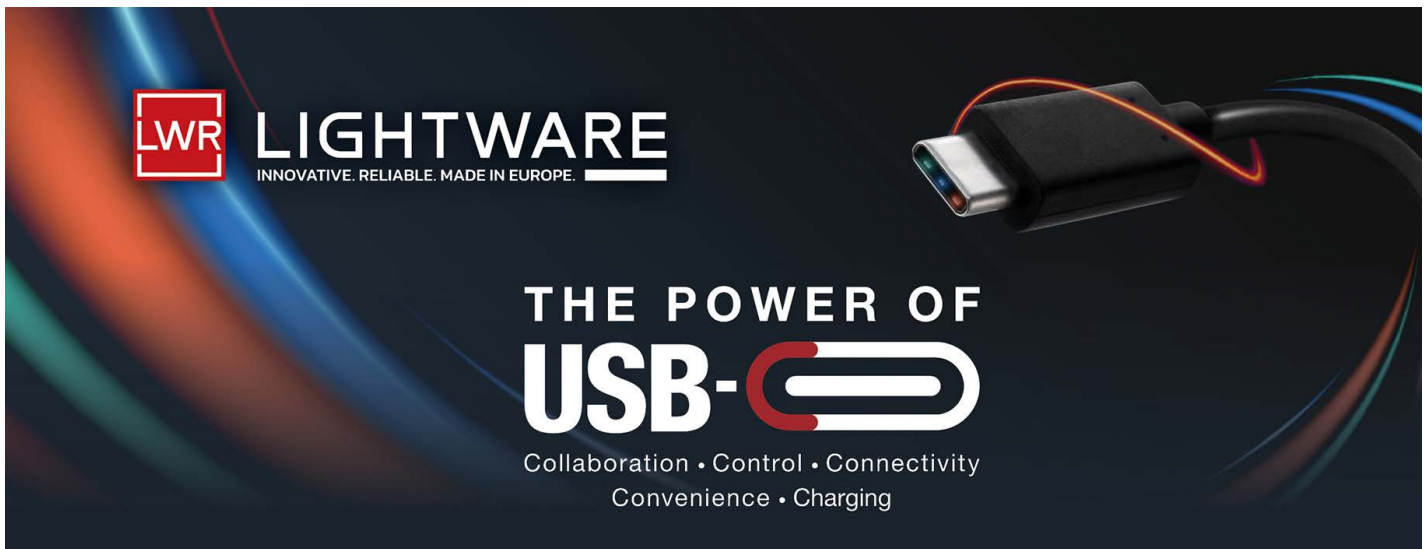 LWR LIGHTWARE
INNOVATIVE. RELIABLE. MADE IN EUROPE.
THE POWER OF
USB-C
Collaboration • Control • Connectivity
Convenience • Charging